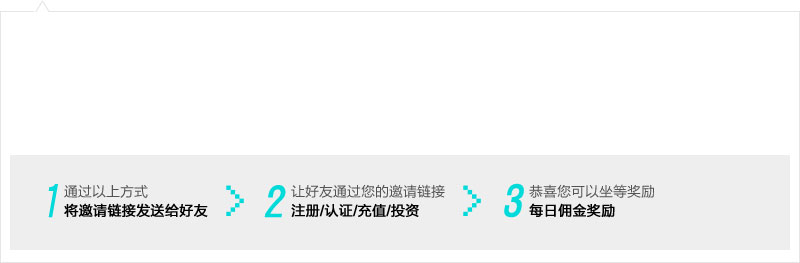 1 通过以上方式
将邀请链接发送给好友
2 让好友通过您的邀请链接
注册/认证/充值/投资
3 恭喜您可以坐等奖励
每日佣金奖励